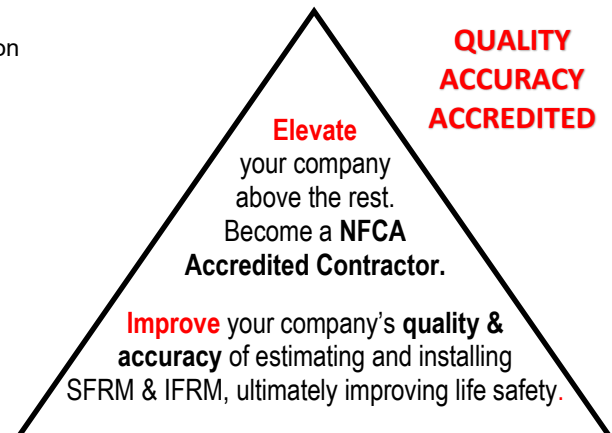 on
QUALITY
ACCURACY
ACCREDITED
Elevate
your company
above the rest.
Become a NFCA
Accredited Contractor.
Improve your company's quality &
accuracy of estimating and installing
SFRM & IFRM, ultimately improving life safety.